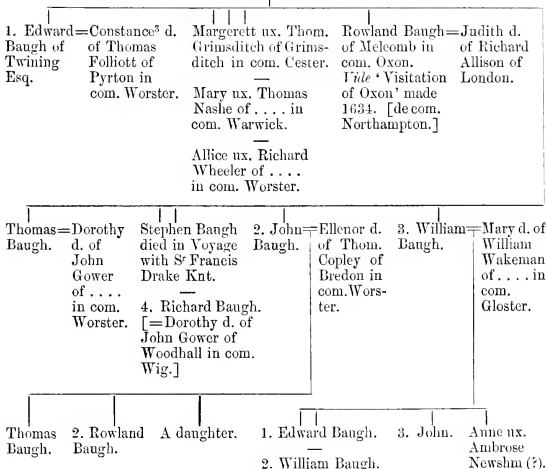 1. Edward=Constance³ d.
Baugh of of Thomas
Twining Folliott of
Esq. Pyrton in
com. Worster.
Margerett ux. Thom.
Grimsditch of Grims-
ditch in com. Cester.
—
Mary ux. Thomas
Nashe of . . . . in
com. Warwick.
—
Allice ux. Richard
Wheeler of . . . .
in com. Worster.
Rowland Baugh=Judith d.
of Melcomb in of Richard
com. Oxon. Allison of
Vide ‘Visitation London.
of Oxon’ made
1634. [de com.
Northampton.]
Thomas=Dorothy
Baugh. d. of
John
Gower
of . . . .
in com.
Worster.
Stephen Baugh
died in Voyage
with Sʳ Francis
Drake Knt.
—
4. Richard Baugh.
[=Dorothy d. of
John Gower of
Woodhall in com.
Wig.]
2. John=Ellenor d.
Baugh. of Thom.
Copley of
Bredon in
com.Wors-
ter.
3. William=Mary d. of
Baugh. William
Wakeman
of . . . . in
com.
Gloster.
Thomas
Baugh.
2. Rowland
Baugh.
A daughter.
1. Edward Baugh.
—
2. William Baugh.
3. John.
Anne ux.
Ambrose
Newshm (?).